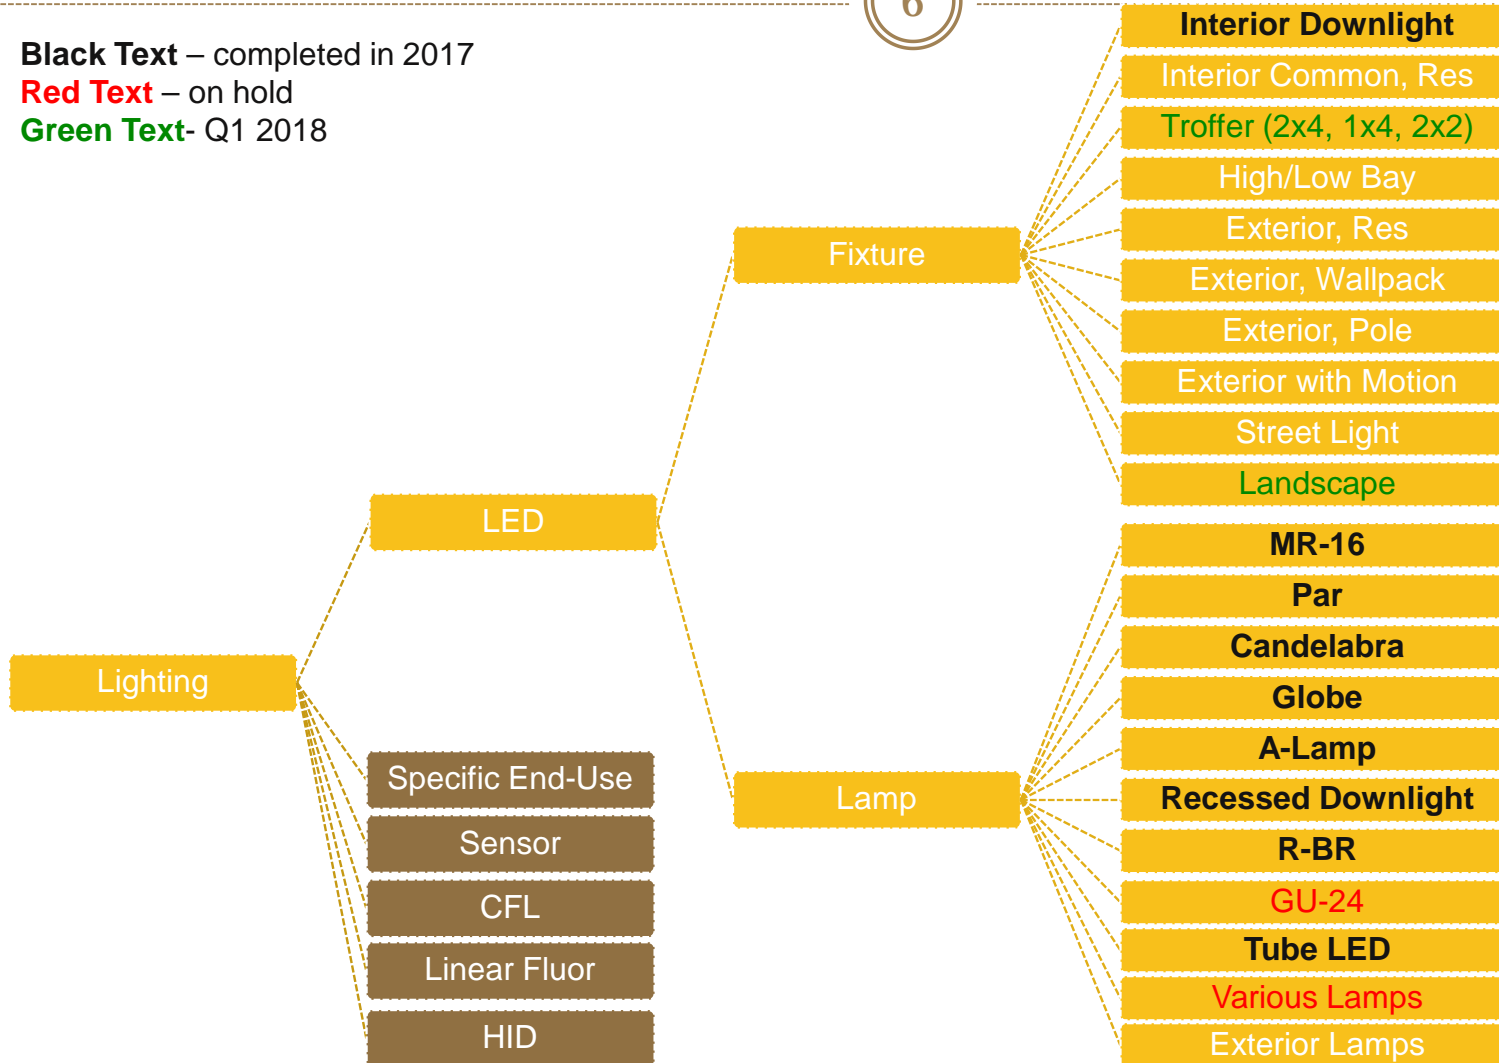 6
Black Text – completed in 2017
Red Text – on hold
Green Text- Q1 2018
Lighting
LED
Specific End-Use
Sensor
CFL
Linear Fluor
HID
Fixture
Lamp
Interior Downlight
Interior Common, Res
Troffer (2x4, 1x4, 2x2)
High/Low Bay
Exterior, Res
Exterior, Wallpack
Exterior, Pole
Exterior with Motion
Street Light
Landscape
MR-16
Par
Candelabra
Globe
A-Lamp
Recessed Downlight
R-BR
GU-24
Tube LED
Various Lamps
Exterior Lamps